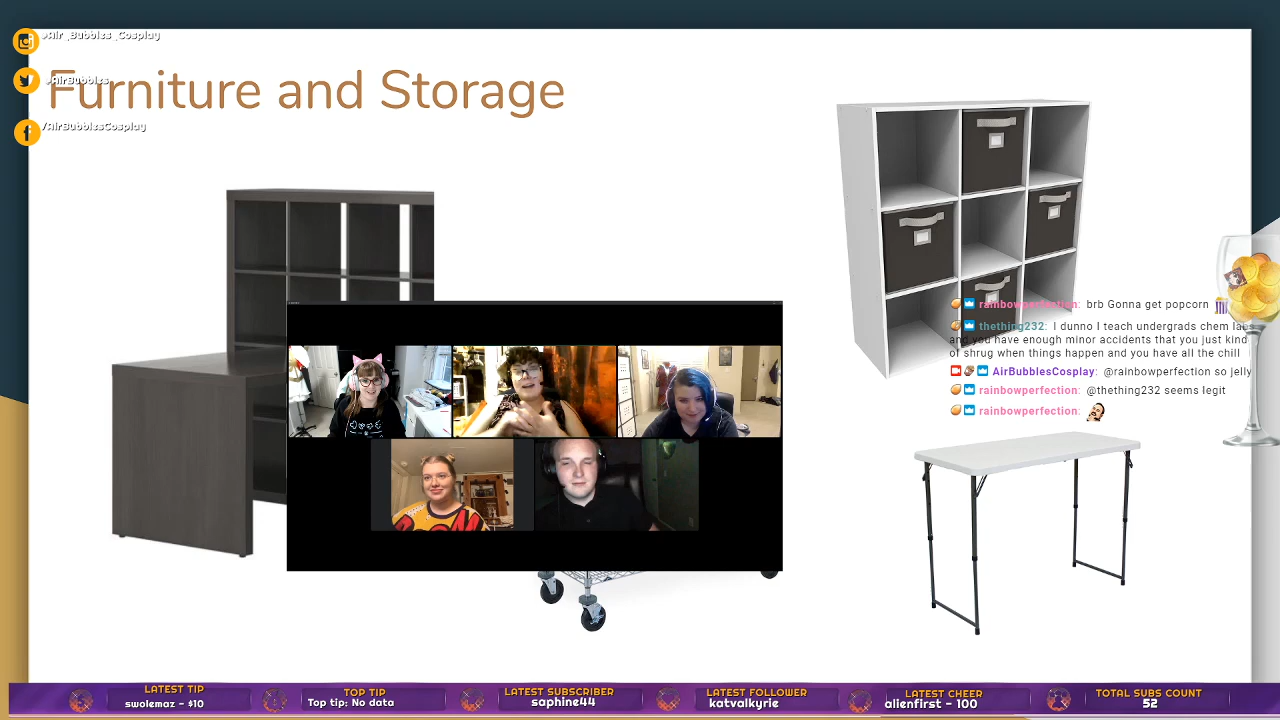 @Air_Bubbles_Cosplay
@AirBubbles
Furniture and Storage
/AirBubblesCosplay
rainbowperfection: brb Gonna get popcorn
thething232: I dunno I teach undergrads chem labs
and you have enough minor accidents that you just kind
of shrug when things happen and you have all the chill
AirBubblesCosplay: @rainbowperfection so jelly
rainbowperfection: @thething232 seems legit
rainbowperfection:
LATEST TIP
swolemaz - $10
TOP TIP
Top tip: No data
LATEST SUBSCRIBER
saphine44
LATEST FOLLOWER
katvalkyrie
LATEST CHEER
alienfirst - 100
TOTAL SUBS COUNT
52